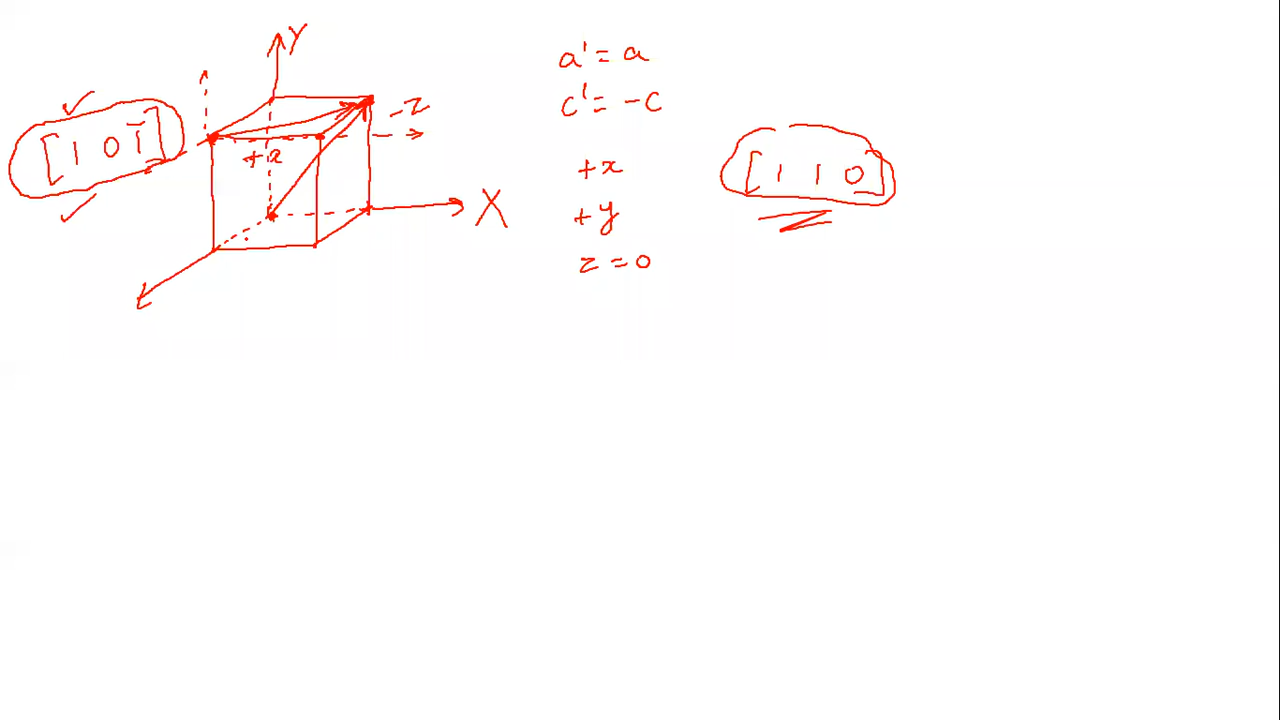 Y
a' = a
-z
c' = -c
[1 0 1̅]
+x
+x
[1 1 0]
X
+y
z = 0